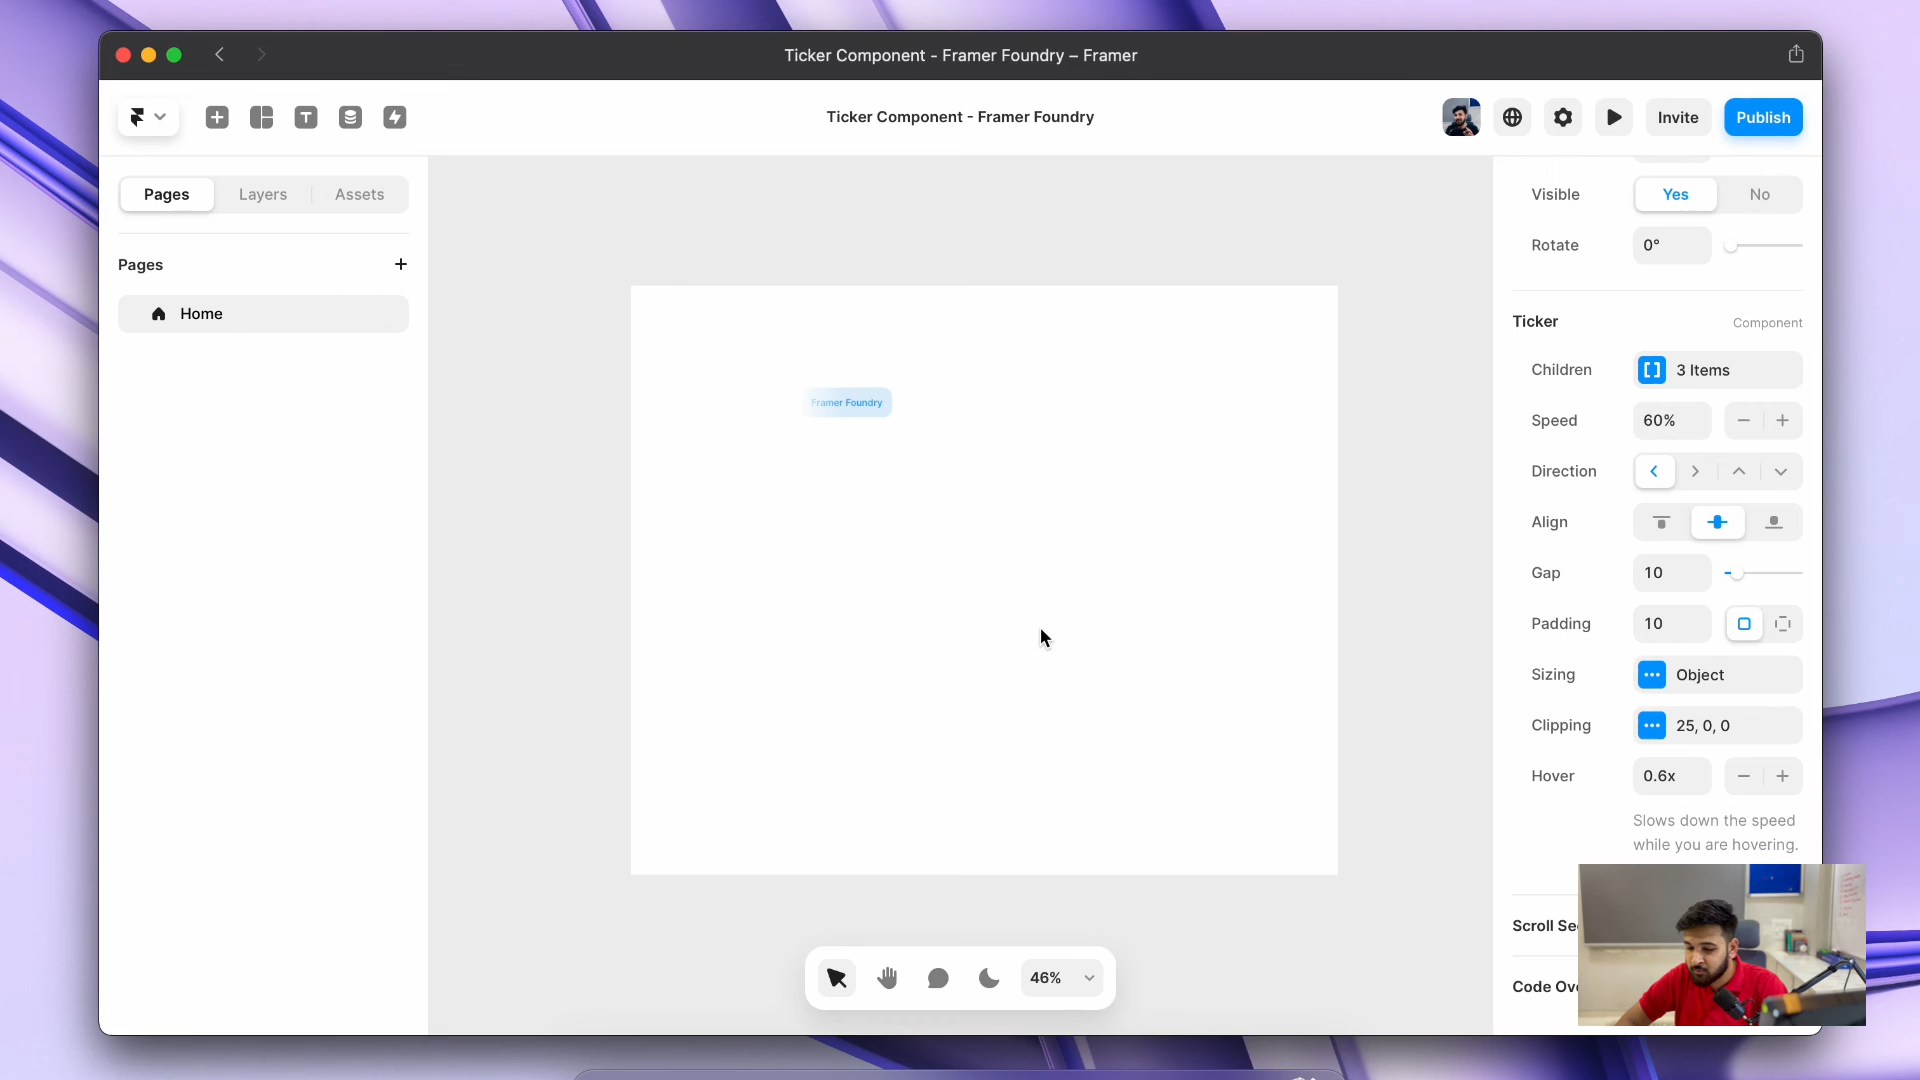 Ticker Component - Framer Foundry – Framer
Ticker Component - Framer Foundry
Invite
Publish
Pages
Layers
Assets
Pages
Home
Framer Foundry
46%
Visible
Yes
No
Rotate
0°
Ticker
Component
Children
3 Items
Speed
60%
Direction
Align
Gap
10
Padding
10
Sizing
Object
Clipping
25, 0, 0
Hover
0.6x
Slows down the speed
while you are hovering.
Scroll Se
Code Ov